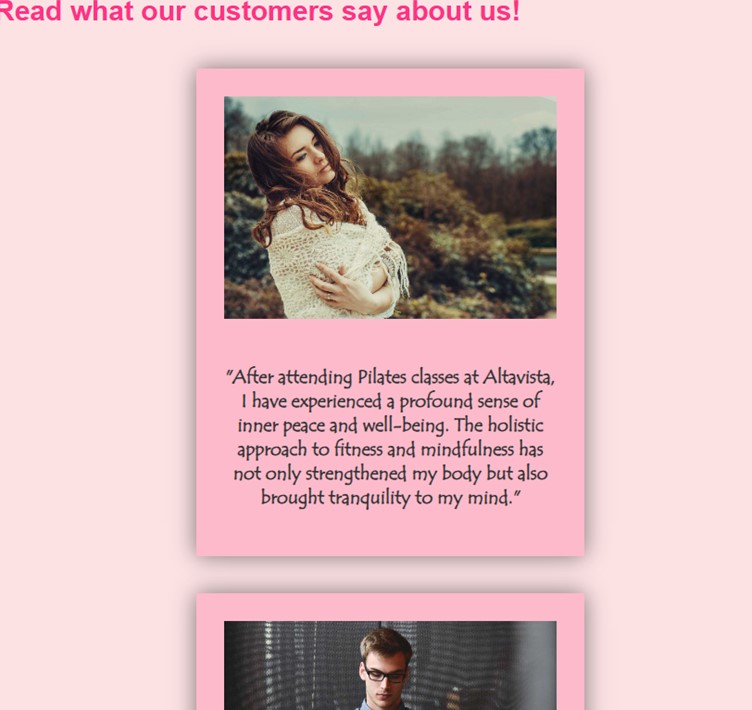 Read what our customers say about us!
"After attending Pilates classes at Altavista,
I have experienced a profound sense of
inner peace and well-being. The holistic
approach to fitness and mindfulness has
not only strengthened my body but also
brought tranquility to my mind."